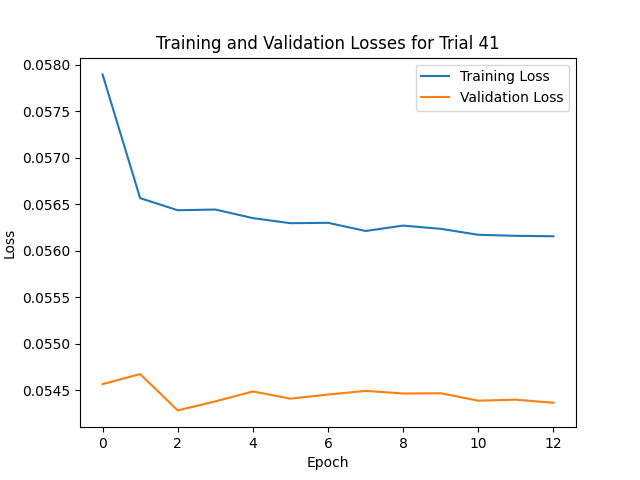 Training and Validation Losses for Trial 41
Training Loss
Validation Loss
0.0580
0.0575
0.0570
0.0565
0.0560
0.0555
0.0550
0.0545
Loss
0 2 4 6 8 10 12
Epoch